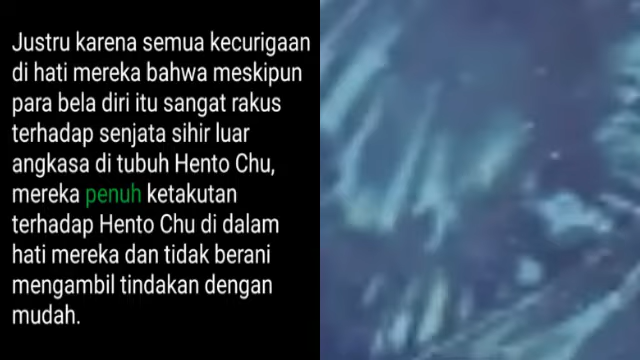 Justru karena semua kecurigaan
di hati mereka bahwa meskipun
para bela diri itu sangat rakus
terhadap senjata sihir luar
angkasa di tubuh Hento Chu,
mereka penuh ketakutan
terhadap Hento Chu di dalam
hati mereka dan tidak berani
mengambil tindakan dengan
mudah.